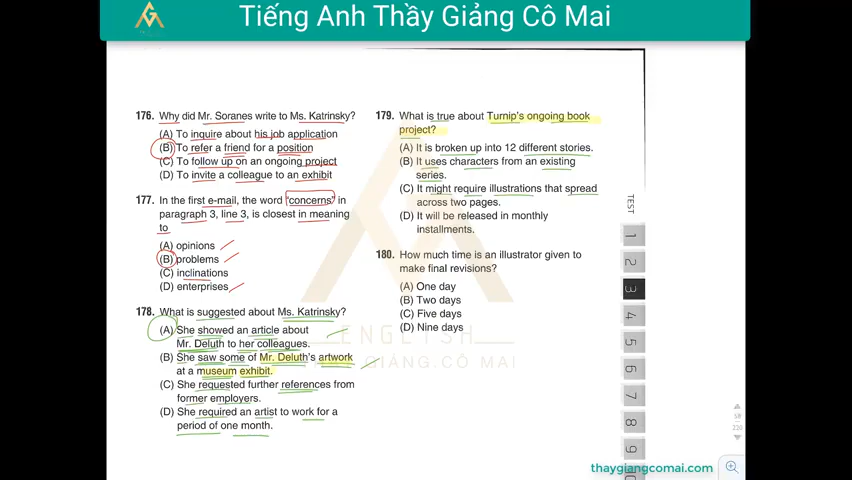 Tiếng Anh Thầy Giảng Cô Mai
176. Why did Mr. Soranes write to Ms. Katrinsky?
(A) To inquire about his job application
(B) To refer a friend for a position
(C) To follow up on an ongoing project
(D) To invite a colleague to an exhibit
177. In the first e-mail, the word "concerns" in
paragraph 3, line 3, is closest in meaning
to
(A) opinions
(B) problems
(C) inclinations
(D) enterprises
178. What is suggested about Ms. Katrinsky?
(A) She showed an article about
Mr. Deluth to her colleagues.
(B) She saw some of Mr. Deluth's artwork
at a museum exhibit.
(C) She requested further references from
former employers.
(D) She required an artist to work for a
period of one month.
179. What is true about Turnip's ongoing book
project?
(A) It is broken up into 12 different stories.
(B) It uses characters from an existing
series.
(C) It might require illustrations that spread
across two pages.
(D) It will be released in monthly
installments.
180. How much time is an illustrator given to
make final revisions?
(A) One day
(B) Two days
(C) Five days
(D) Nine days
TEST
1
2
3
4
5
6
7
8
9
10
ENGLISH
GIẢNG CÔ MAI
thaygiangcomai.com